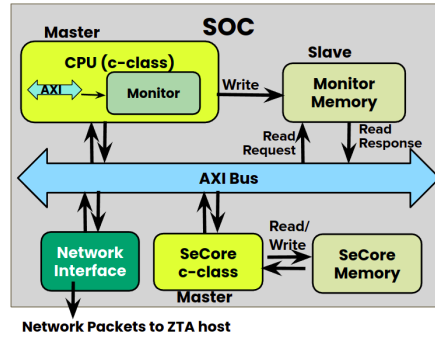 SOC
Master
CPU (c-class)
AXI
Monitor
Write
Slave
Monitor
Memory
Read
Request
Read
Response
AXI Bus
Network
Interface
SeCore
c-class
Master
Read/
Write
SeCore
Memory
Network Packets to ZTA host